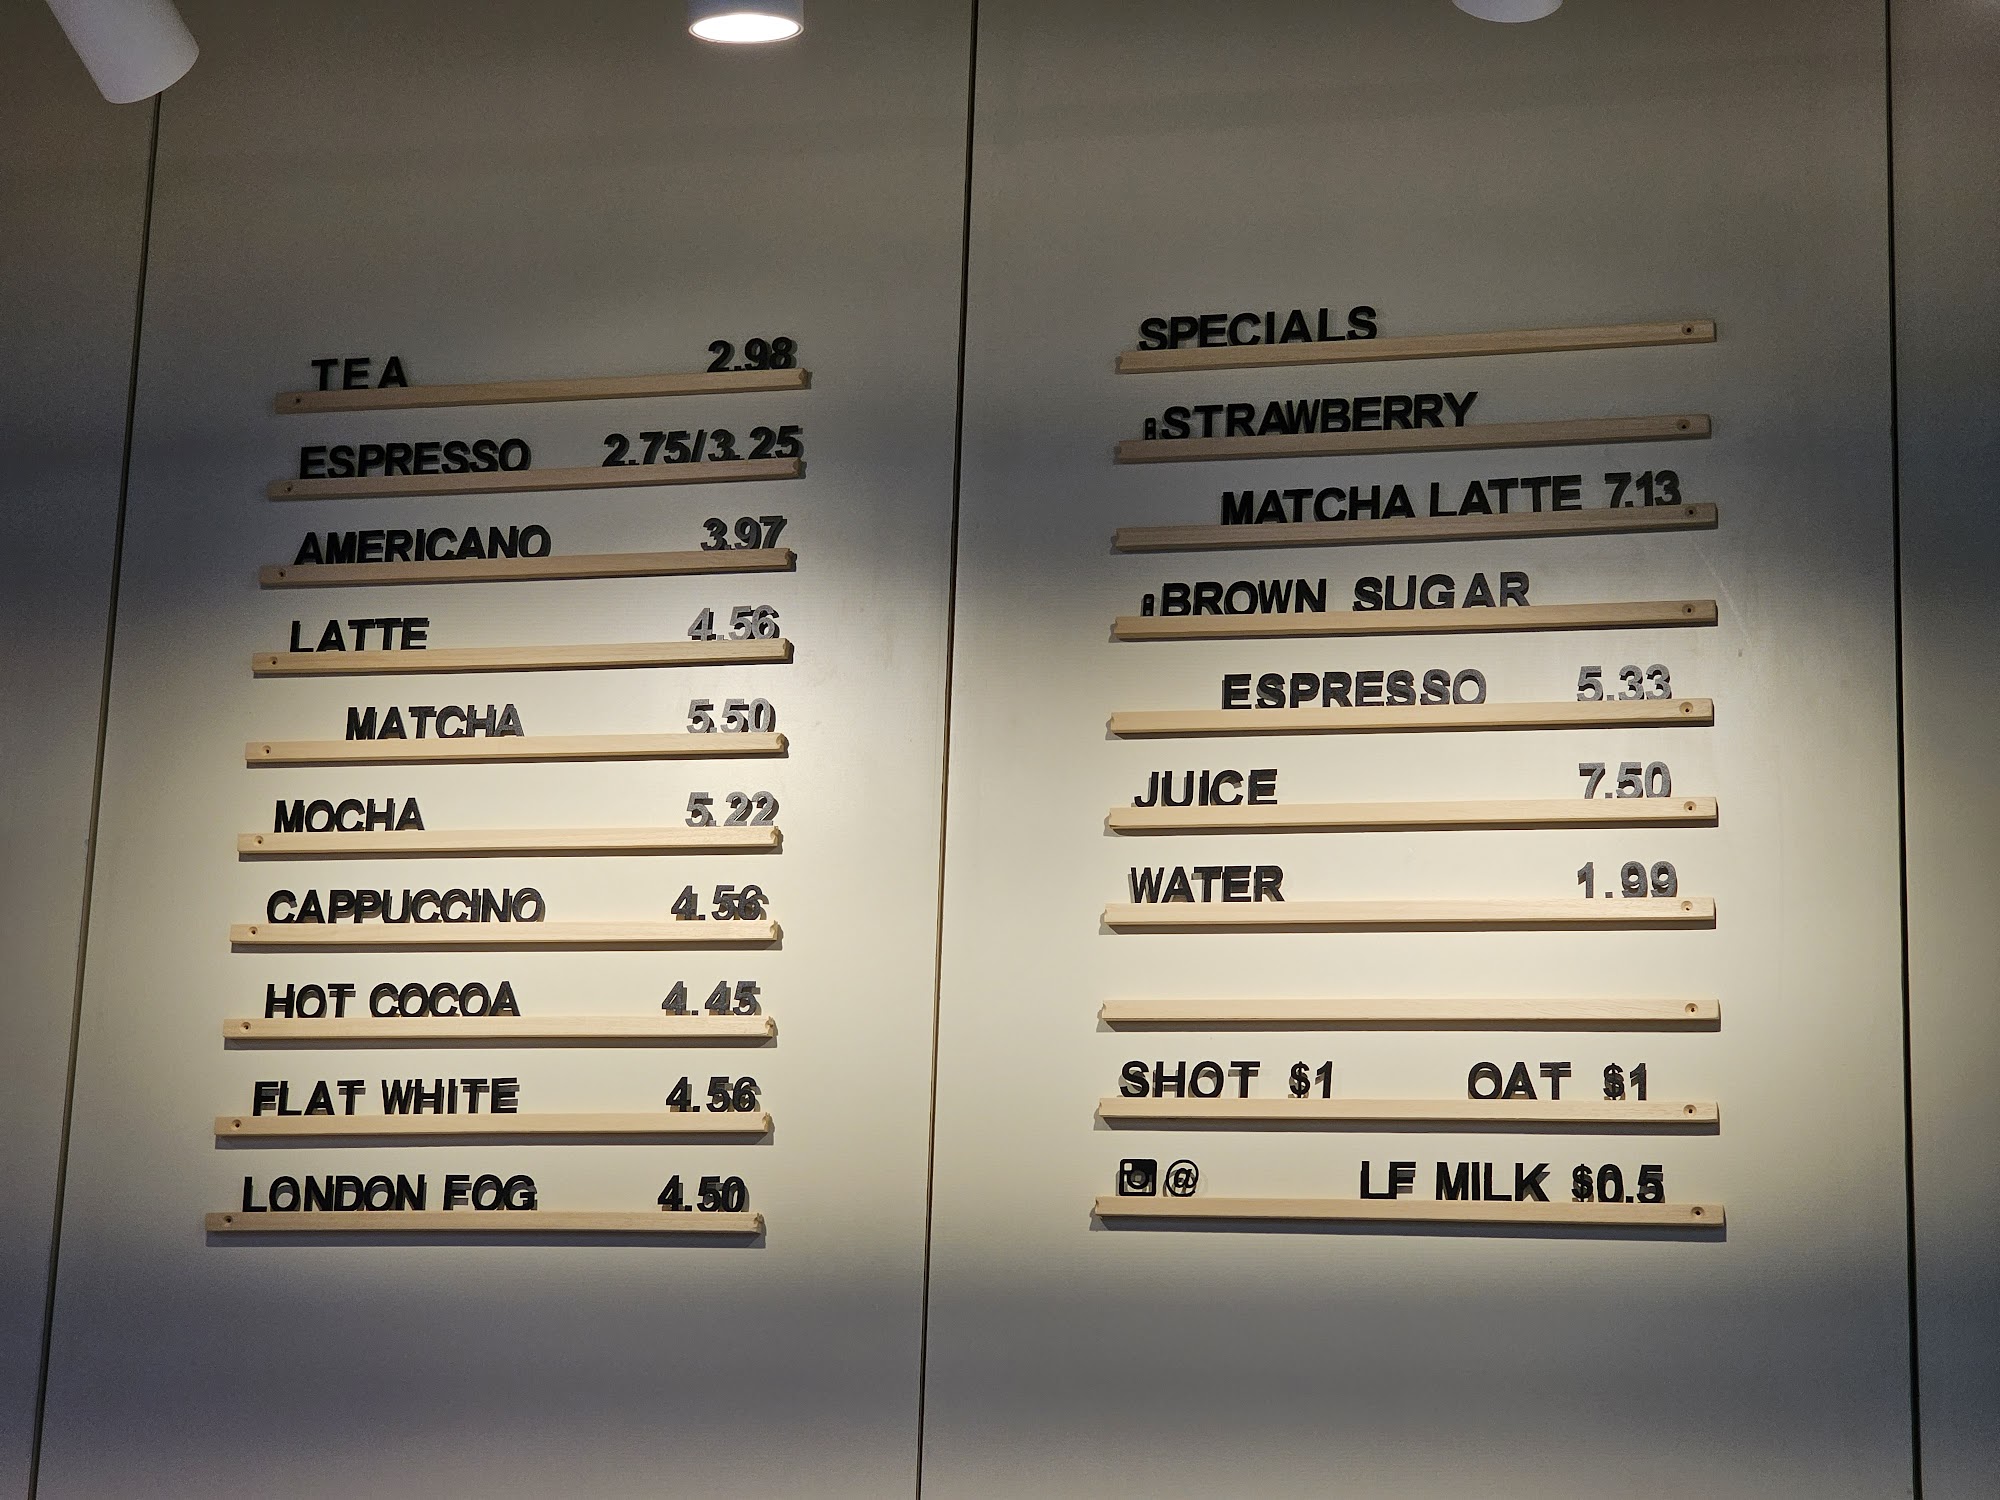 TEA 2.98
ESPRESSO 2.75/3.25
AMERICANO 3.97
LATTE 4.56
MATCHA 5.50
MOCHA 5.22
CAPPUCCINO 4.56
HOT COCOA 4.45
FLAT WHITE 4.56
LONDON FOG 4.50
SPECIALS
STRAWBERRY
MATCHA LATTE 7.13
BROWN SUGAR
ESPRESSO 5.33
JUICE 7.50
WATER 1.99
SHOT $1 OAT $1
@ LF MILK $0.5